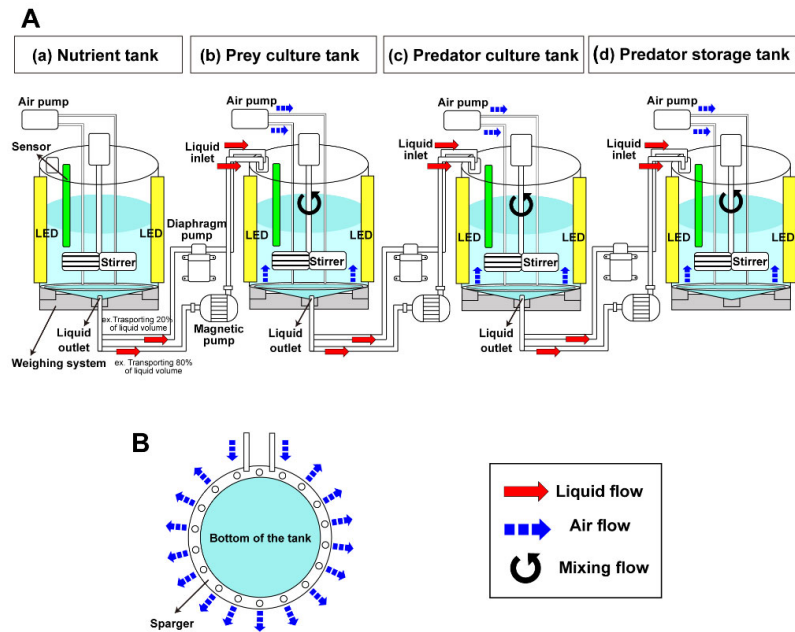 A
(a) Nutrient tank
(b) Prey culture tank
(c) Predator culture tank
(d) Predator storage tank
Air pump
Sensor
LED
LED
Stirrer
Diaphragm
pump
Liquid
outlet
Weighing system
ex.Trasporting 20%
of liquid volume
ex. Transporting 80%
of liquid volume
Magnetic
pump
Air pump
Liquid
inlet
LED
LED
Stirrer
Liquid
outlet
Air pump
Liquid
inlet
LED
LED
Stirrer
Liquid
outlet
Air pump
Liquid
inlet
LED
LED
Stirrer
B
Bottom of the tank
Sparger
Liquid flow
Air flow
Mixing flow